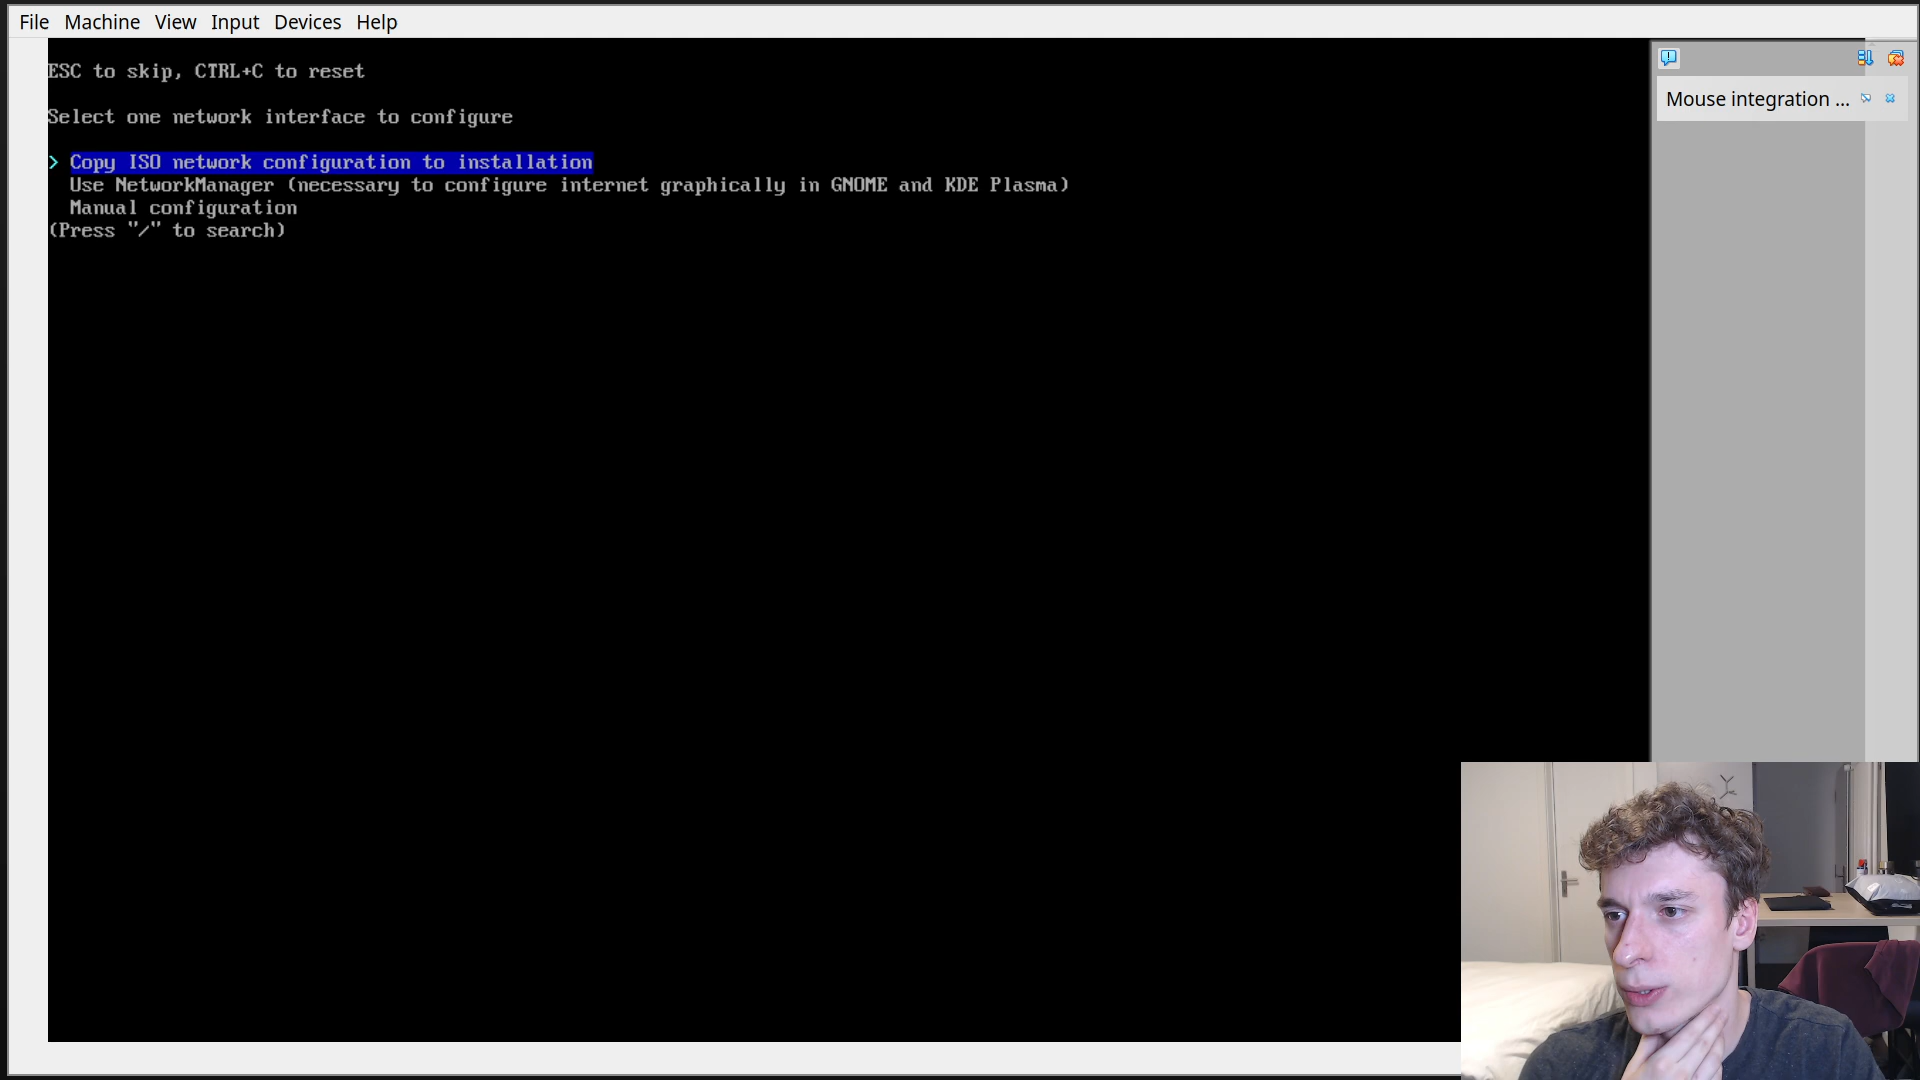 File Machine View Input Devices Help
ESC to skip, CTRL+C to reset
Select one network interface to configure
> Copy ISO network configuration to installation
Use NetworkManager (necessary to configure internet graphically in GNOME and KDE Plasma)
Manual configuration
(Press "/" to search)
Mouse integration ...